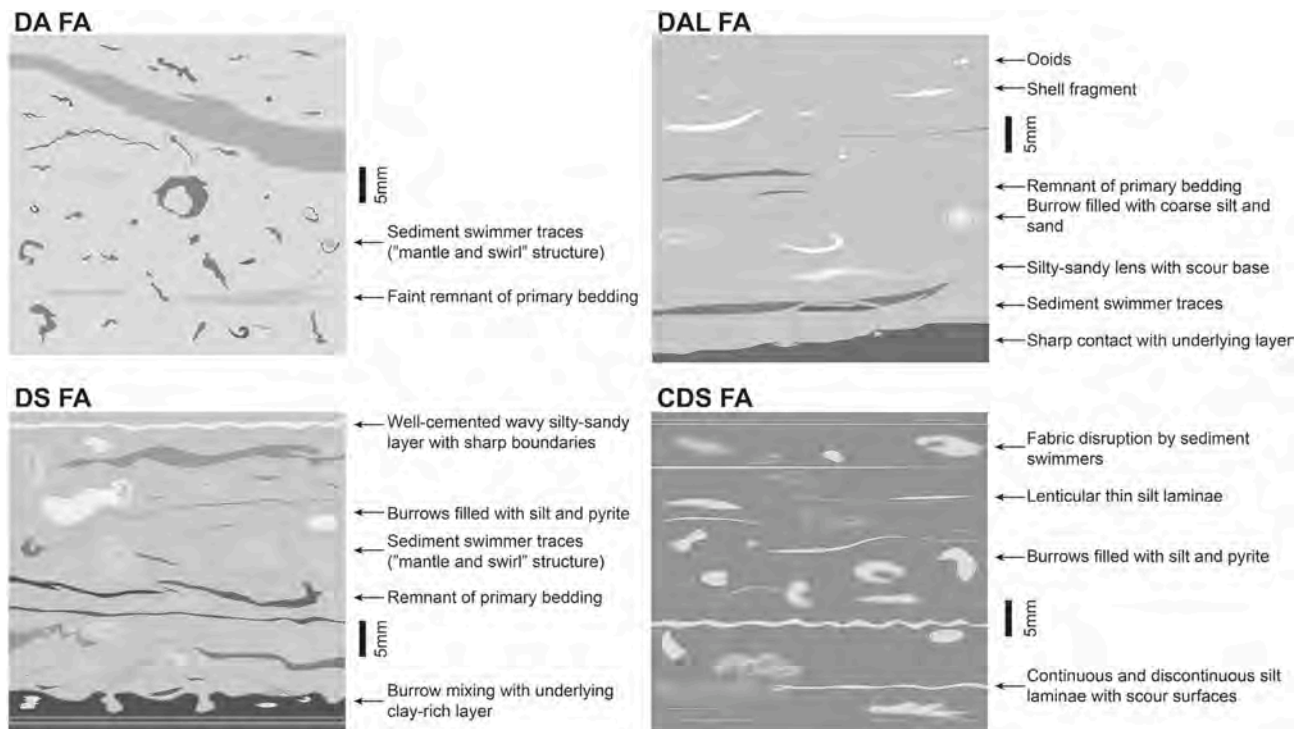 DA FA
5mm
Sediment swimmer traces
("mantle and swirl" structure)
Faint remnant of primary bedding
DAL FA
Ooids
Shell fragment
5mm
Remnant of primary bedding
Burrow filled with coarse silt and
sand
Silty-sandy lens with scour base
Sediment swimmer traces
Sharp contact with underlying layer
DS FA
Well-cemented wavy silty-sandy
layer with sharp boundaries
Burrows filled with silt and pyrite
Sediment swimmer traces
("mantle and swirl" structure)
Remnant of primary bedding
5mm
Burrow mixing with underlying
clay-rich layer
CDS FA
Fabric disruption by sediment
swimmers
Lenticular thin silt laminae
Burrows filled with silt and pyrite
5mm
Continuous and discontinuous silt
laminae with scour surfaces